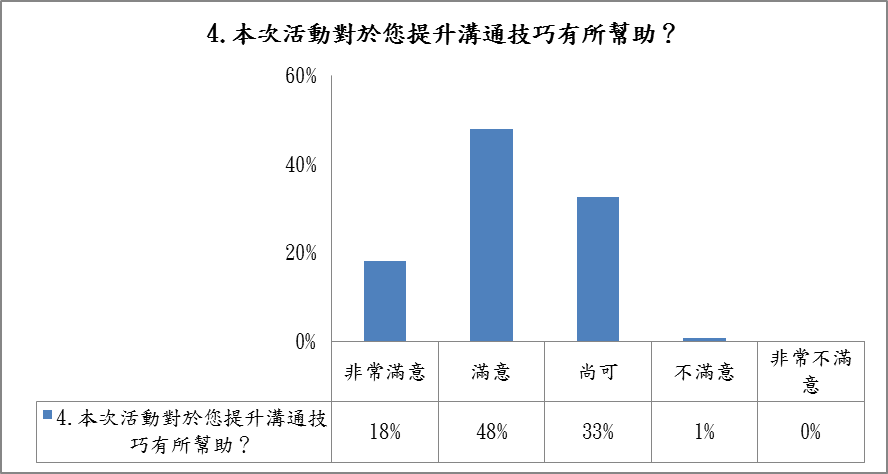 4.本次活動對於您提升溝通技巧有所幫助？
60%
40%
20%
0%
非常滿意
滿意
尚可
不滿意
非常不滿
意
4.本次活動對於您提升溝通技
巧有所幫助？
18%
48%
33%
1%
0%